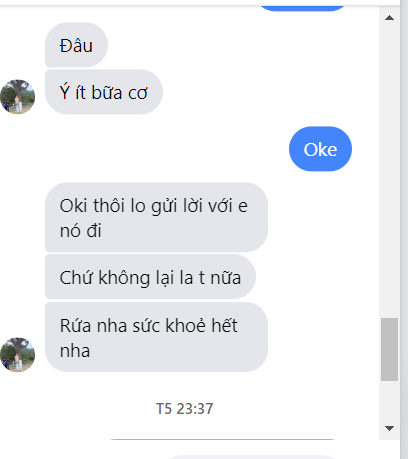 Đâu
Ý ít bữa cơ
Oke
Oki thôi lo gửi lời với e
nó đi
Chứ không lại la t nữa
Rứa nha sức khoẻ hết
nha
T5 23:37